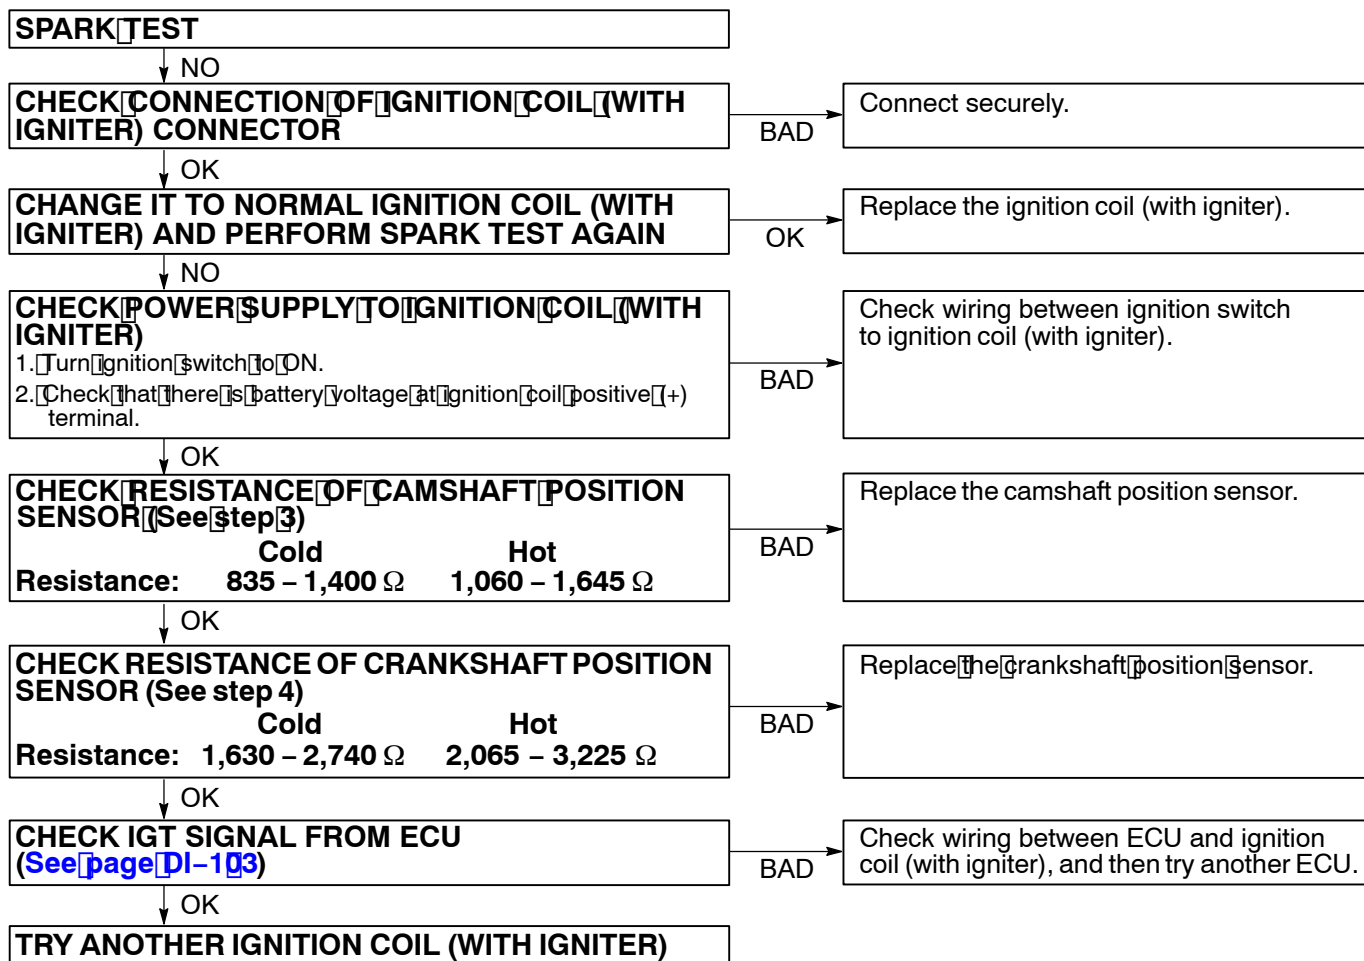 SPARK TEST
NO
CHECK CONNECTION OF IGNITION COIL (WITH
IGNITER) CONNECTOR
BAD
Connect securely.
OK
CHANGE IT TO NORMAL IGNITION COIL (WITH
IGNITER) AND PERFORM SPARK TEST AGAIN
OK
Replace the ignition coil (with igniter).
NO
CHECK POWER SUPPLY TO IGNITION COIL (WITH
IGNITER)
1. Turn ignition switch to ON.
2. Check that there is battery voltage at ignition coil positive (+)
terminal.
BAD
Check wiring between ignition switch
to ignition coil (with igniter).
OK
CHECK RESISTANCE OF CAMSHAFT POSITION
SENSOR (See step 3)
Cold Hot
Resistance: 835 – 1,400 Ω 1,060 – 1,645 Ω
BAD
Replace the camshaft position sensor.
OK
CHECK RESISTANCE OF CRANKSHAFT POSITION
SENSOR (See step 4)
Cold Hot
Resistance: 1,630 – 2,740 Ω 2,065 – 3,225 Ω
BAD
Replace the crankshaft position sensor.
OK
CHECK IGT SIGNAL FROM ECU
(See page DI–103)
BAD
Check wiring between ECU and ignition
coil (with igniter), and then try another ECU.
OK
TRY ANOTHER IGNITION COIL (WITH IGNITER)